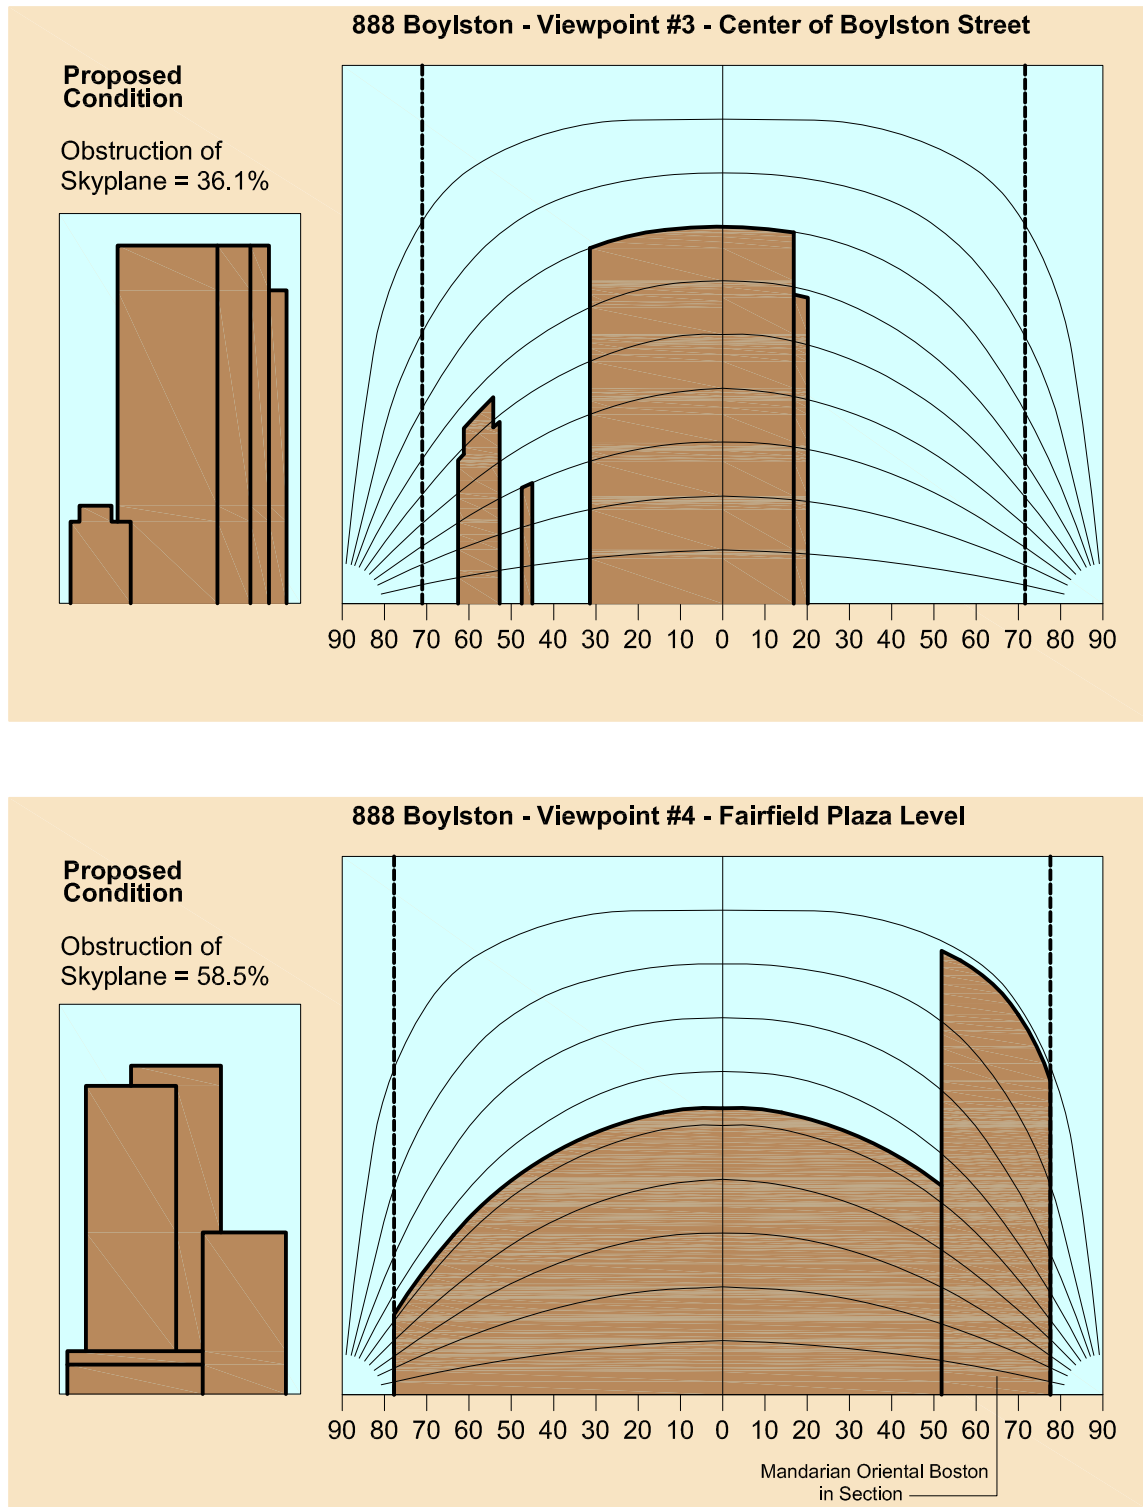 888 Boylston - Viewpoint #3 - Center of Boylston Street
Proposed
Condition
Obstruction of
Skyplane = 36.1%
90 80 70 60 50 40 30 20 10 0 10 20 30 40 50 60 70 80 90
888 Boylston - Viewpoint #4 - Fairfield Plaza Level
Proposed
Condition
Obstruction of
Skyplane = 58.5%
90 80 70 60 50 40 30 20 10 0 10 20 30 40 50 60 70 80 90
Mandarian Oriental Boston
in Section